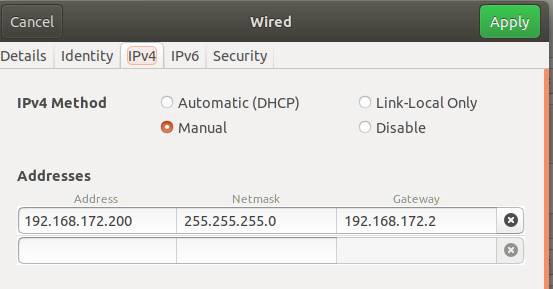 Cancel Wired Apply
Details Identity IPv4 IPv6 Security
IPv4 Method Automatic (DHCP) Link-Local Only
Manual Disable
Addresses
Address Netmask Gateway
192.168.172.200 255.255.255.0 192.168.172.2